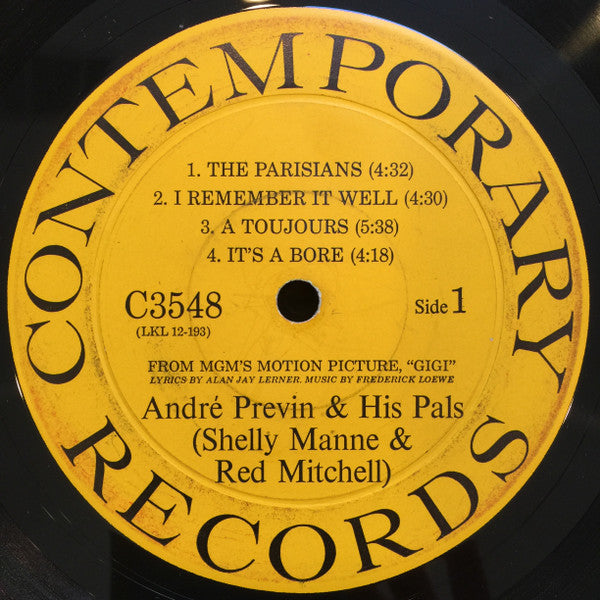 CONTEMPORARY
1. THE PARISIANS (4:32)
2. I REMEMBER IT WELL (4:30)
3. A TOUJOURS (5:38)
4. IT'S A BORE (4:18)
C3548
(LKL 12-193)
Side 1
FROM MGM'S MOTION PICTURE, “GIGI”
LYRICS BY ALAN JAY LERNER. MUSIC BY FREDERICK LOEWE
André Previn & His Pals
(Shelly Manne &
Red Mitchell)
RECORDS